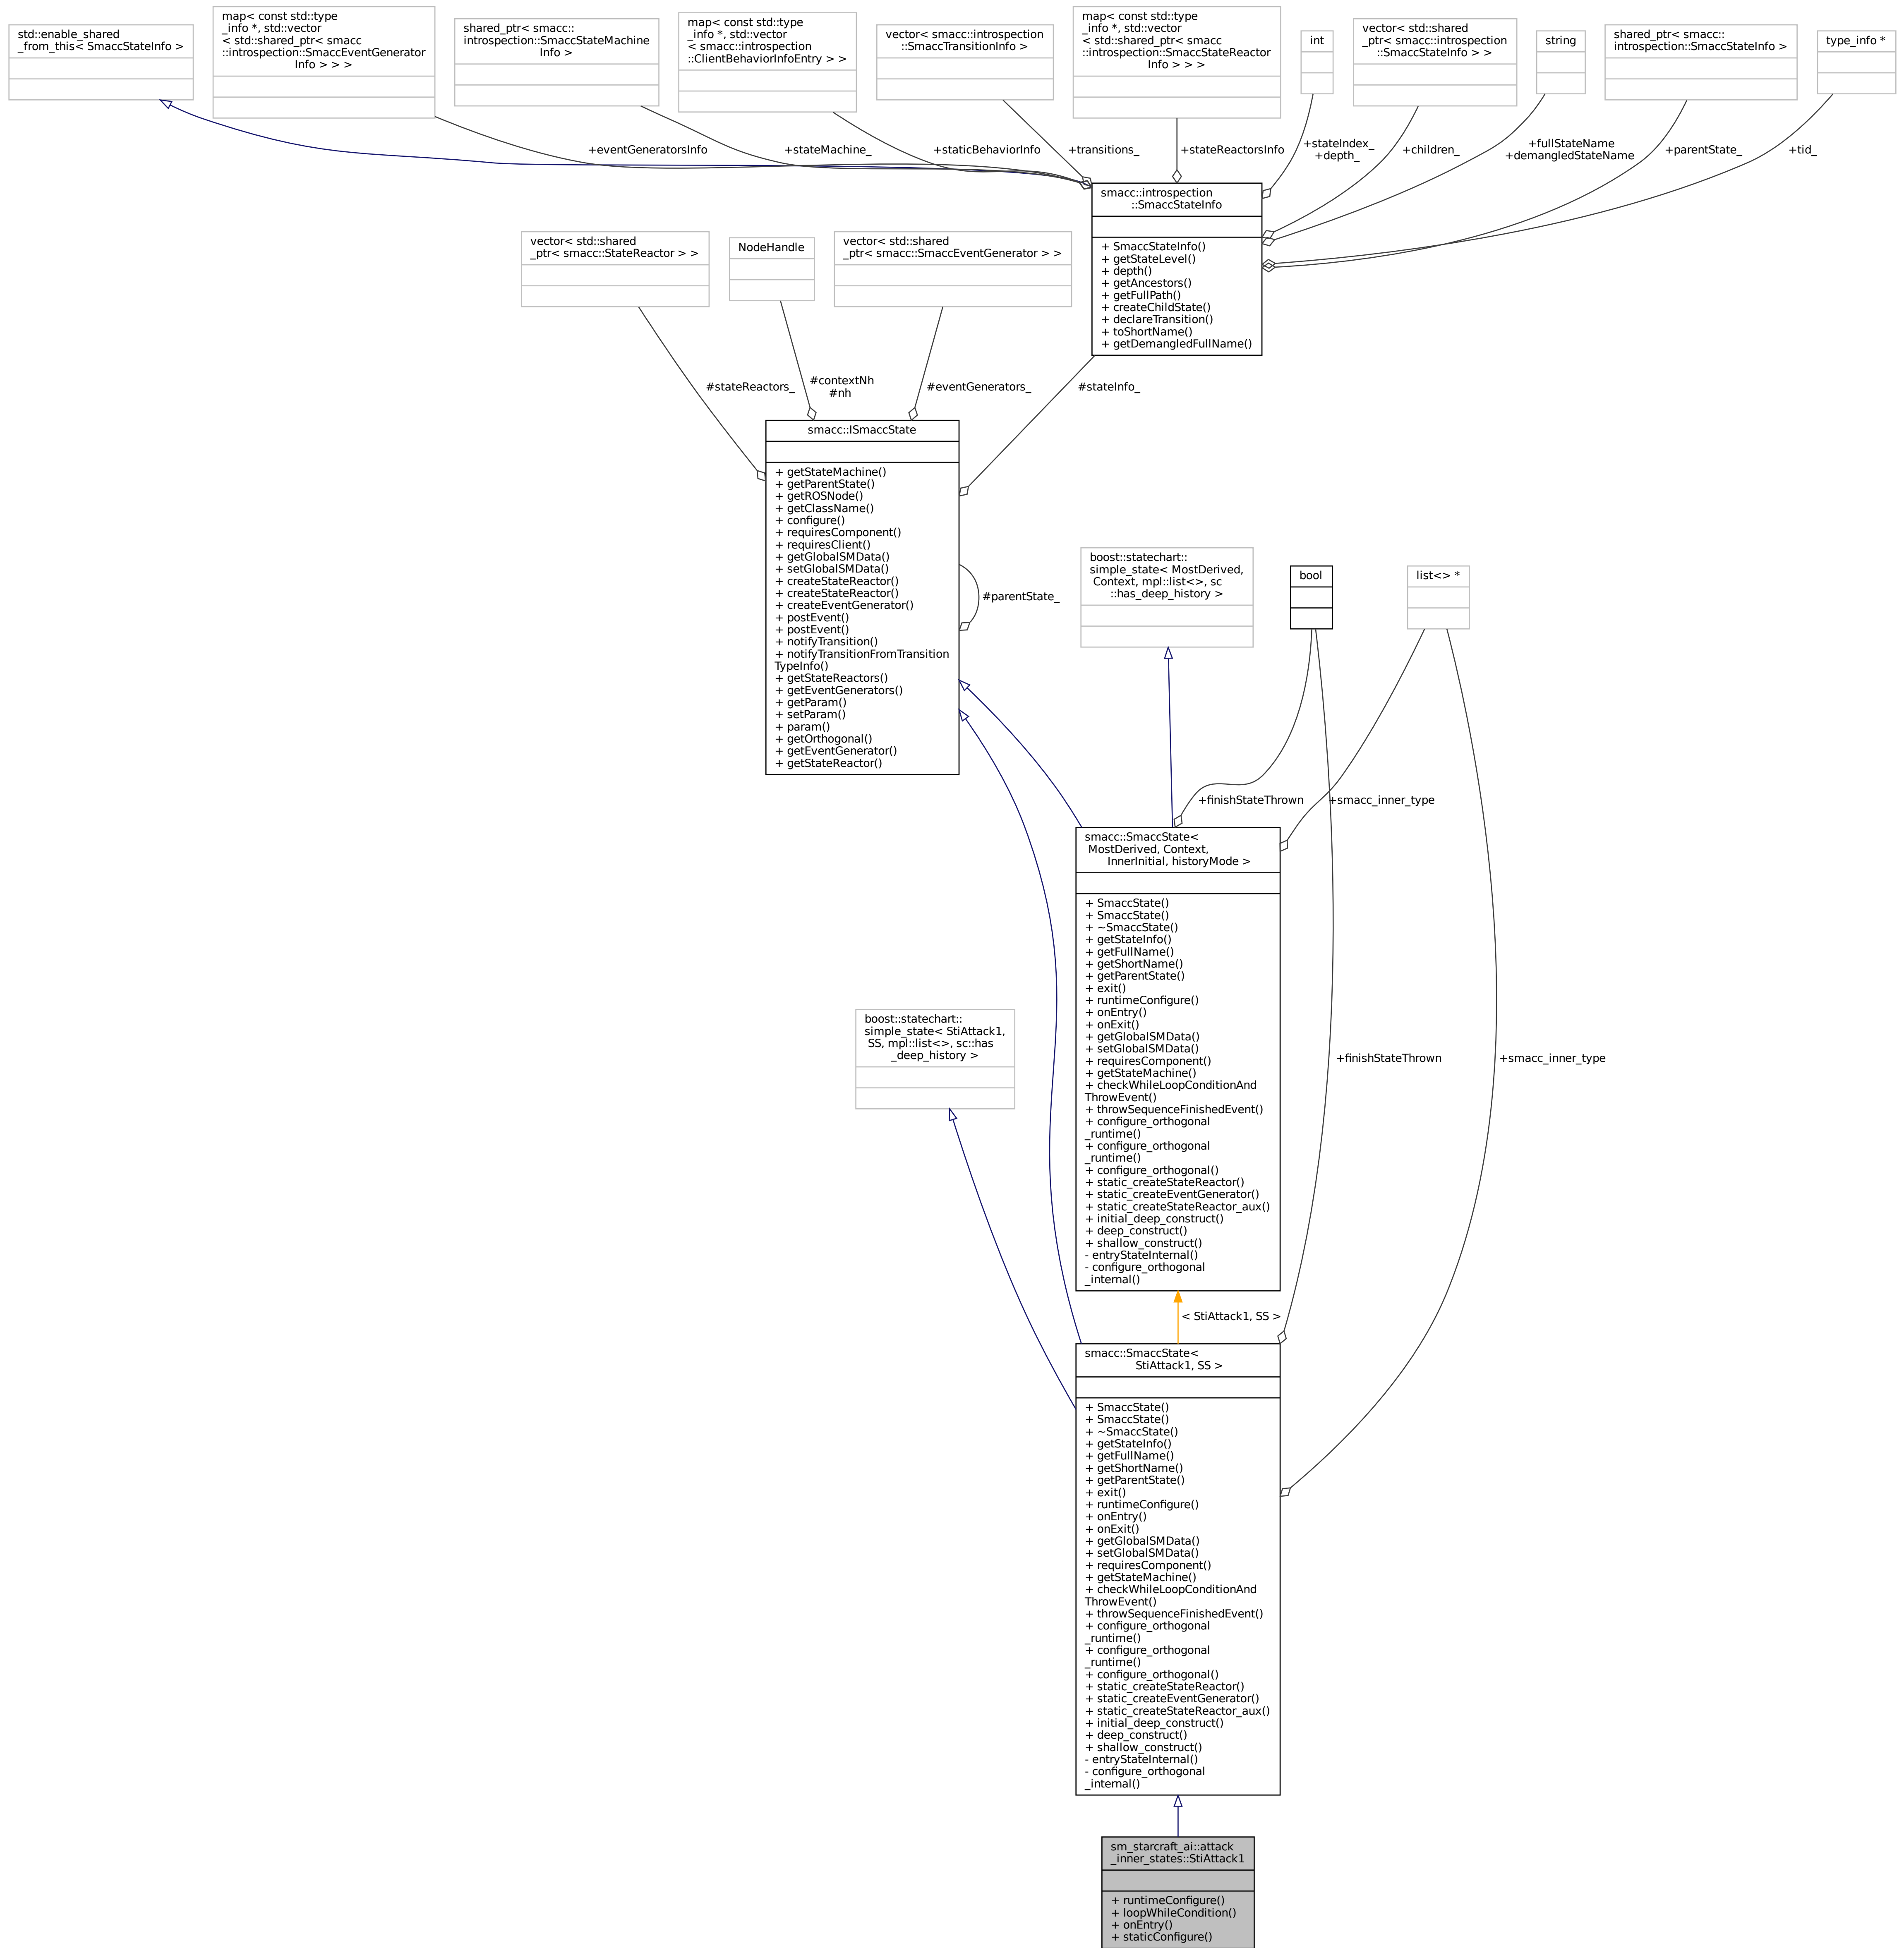 std::enable_shared
_from_this< SmaccStateInfo >
map< const std::type
_info *, std::vector
< std::shared_ptr< smacc
::introspection::SmaccEventGenerator
Info > > >
shared_ptr< smacc::
introspection::SmaccStateMachine
Info >
map< const std::type
_info *, std::vector
< smacc::introspection
::ClientBehaviorInfoEntry > >
vector< smacc::introspection
::SmaccTransitionInfo >
map< const std::type
_info *, std::vector
< std::shared_ptr< smacc
::introspection::SmaccStateReactor
Info > > >
int
vector< std::shared
_ptr< smacc::introspection
::SmaccStateInfo > >
string
shared_ptr< smacc::
introspection::SmaccStateInfo >
type_info *
+eventGeneratorsInfo
+stateMachine_
+staticBehaviorInfo
+transitions_
+stateReactorsInfo
+stateIndex_
+depth_
+children_
+fullStateName
+demangledStateName
+parentState_
+tid_
smacc::introspection
::SmaccStateInfo
+ SmaccStateInfo()
+ getStateLevel()
+ depth()
+ getAncestors()
+ getFullPath()
+ createChildState()
+ declareTransition()
+ toShortName()
+ getDemangledFullName()
vector< std::shared
_ptr< smacc::StateReactor > >
NodeHandle
vector< std::shared
_ptr< smacc::SmaccEventGenerator > >
#stateReactors_
#contextNh
#nh
#eventGenerators_
#stateInfo_
smacc::ISmaccState
+ getStateMachine()
+ getParentState()
+ getROSNode()
+ getClassName()
+ configure()
+ requiresComponent()
+ requiresClient()
+ getGlobalSMData()
+ setGlobalSMData()
+ createStateReactor()
+ createStateReactor()
+ createEventGenerator()
+ postEvent()
+ postEvent()
+ notifyTransition()
+ notifyTransitionFromTransition
TypeInfo()
+ getStateReactors()
+ getEventGenerators()
+ getParam()
+ setParam()
+ param()
+ getOrthogonal()
+ getEventGenerator()
+ getStateReactor()
#parentState_
boost::statechart::
simple_state< MostDerived,
Context, mpl::list<>, sc
::has_deep_history >
bool
list<> *
+finishStateThrown
+smacc_inner_type
smacc::SmaccState<
MostDerived, Context,
InnerInitial, historyMode >
+ SmaccState()
+ SmaccState()
+ ~SmaccState()
+ getStateInfo()
+ getFullName()
+ getShortName()
+ getParentState()
+ exit()
+ runtimeConfigure()
+ onEntry()
+ onExit()
+ getGlobalSMData()
+ setGlobalSMData()
+ requiresComponent()
+ getStateMachine()
+ checkWhileLoopConditionAnd
ThrowEvent()
+ throwSequenceFinishedEvent()
+ configure_orthogonal
_runtime()
+ configure_orthogonal
_runtime()
+ configure_orthogonal()
+ static_createStateReactor()
+ static_createEventGenerator()
+ static_createStateReactor_aux()
+ initial_deep_construct()
+ deep_construct()
+ shallow_construct()
- entryStateInternal()
- configure_orthogonal
_internal()
boost::statechart::
simple_state< StiAttack1,
SS, mpl::list<>, sc::has
_deep_history >
+finishStateThrown
+smacc_inner_type
< StiAttack1, SS >
smacc::SmaccState<
StiAttack1, SS >
+ SmaccState()
+ SmaccState()
+ ~SmaccState()
+ getStateInfo()
+ getFullName()
+ getShortName()
+ getParentState()
+ exit()
+ runtimeConfigure()
+ onEntry()
+ onExit()
+ getGlobalSMData()
+ setGlobalSMData()
+ requiresComponent()
+ getStateMachine()
+ checkWhileLoopConditionAnd
ThrowEvent()
+ throwSequenceFinishedEvent()
+ configure_orthogonal
_runtime()
+ configure_orthogonal
_runtime()
+ configure_orthogonal()
+ static_createStateReactor()
+ static_createEventGenerator()
+ static_createStateReactor_aux()
+ initial_deep_construct()
+ deep_construct()
+ shallow_construct()
- entryStateInternal()
- configure_orthogonal
_internal()
sm_starcraft_ai::attack
_inner_states::StiAttack1
+ runtimeConfigure()
+ loopWhileCondition()
+ onEntry()
+ staticConfigure()